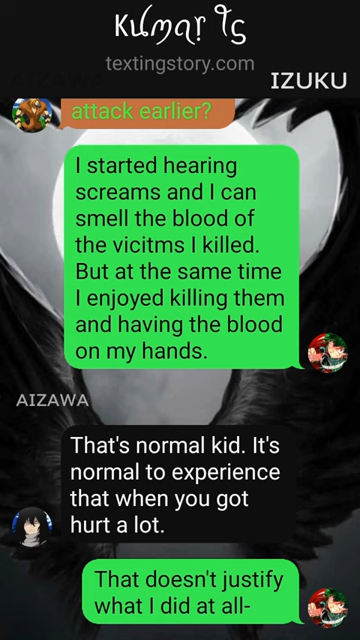 Kumar Ts
textingstory.com
AIZAWA
IZUKU
attack earlier?
I started hearing
screams and I can
smell the blood of
the vicitms I killed.
But at the same time
I enjoyed killing them
and having the blood
on my hands.
AIZAWA
That's normal kid. It's
normal to experience
that when you got
hurt a lot.
That doesn't justify
what I did at all-